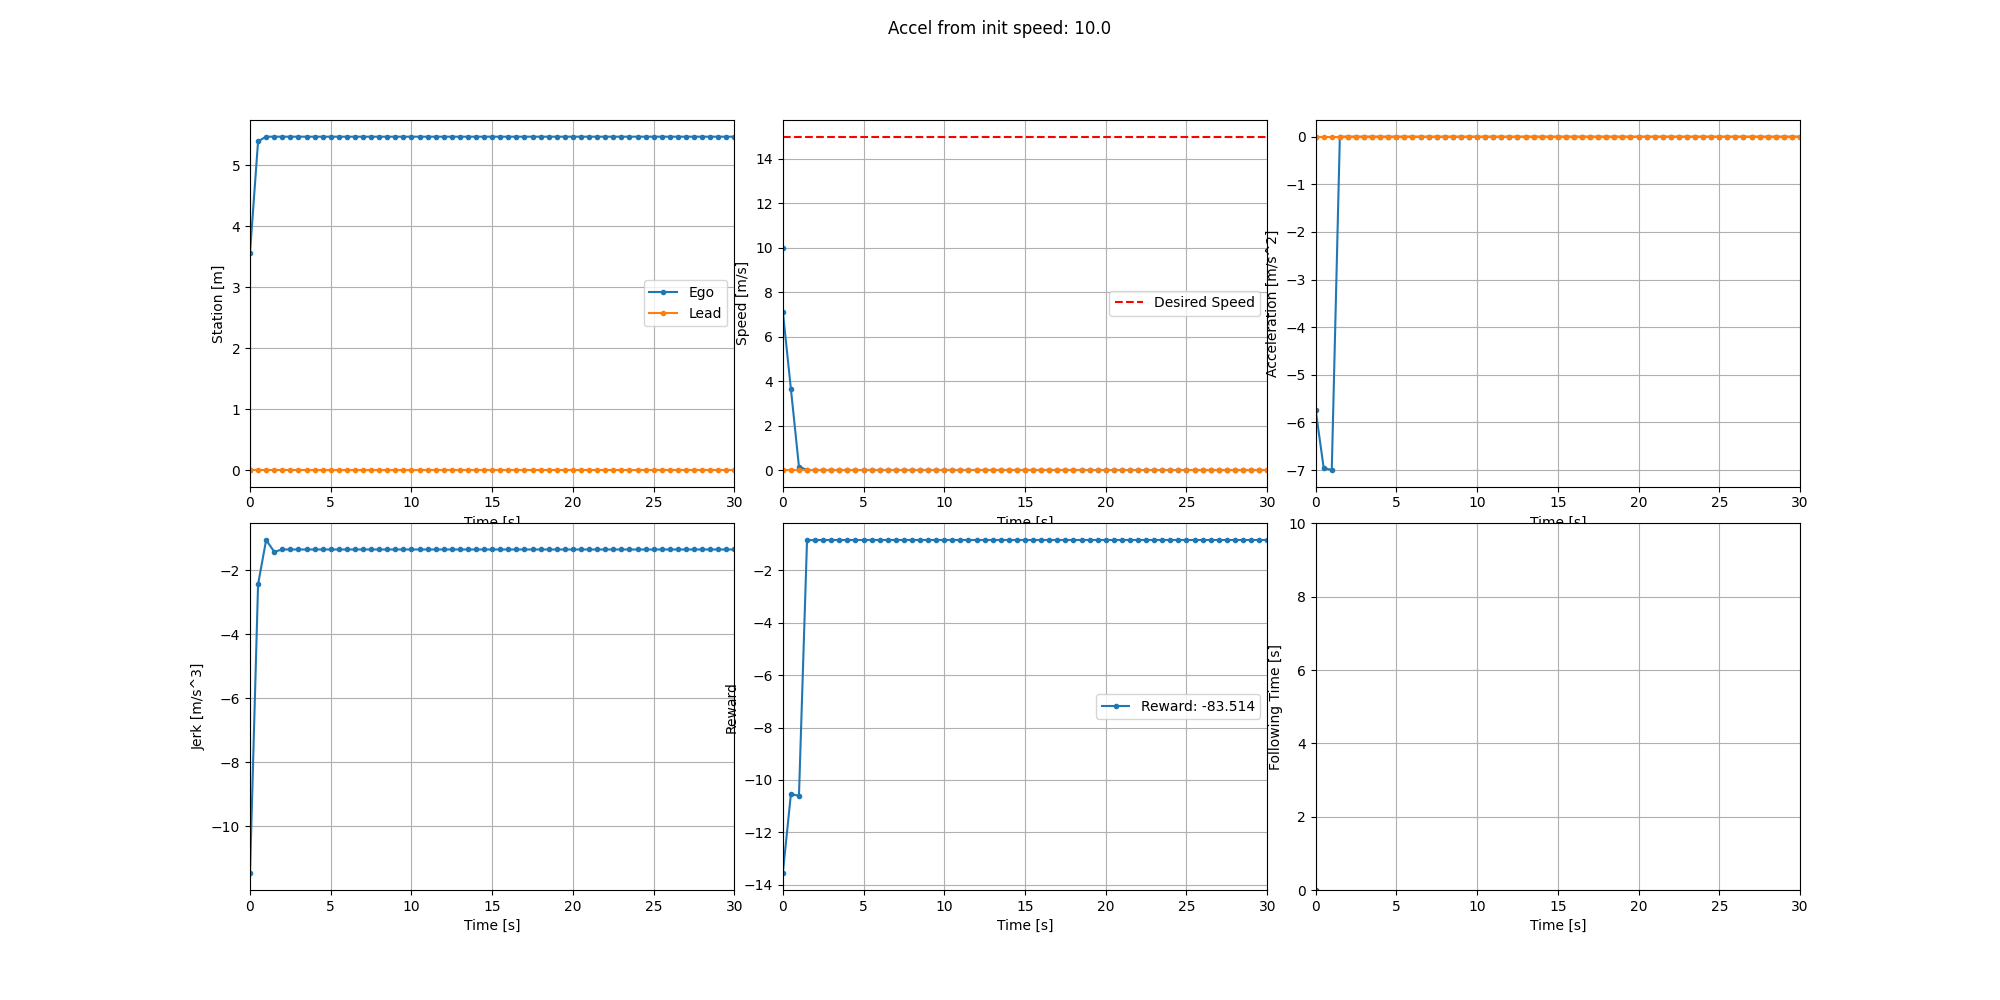 Accel from init speed: 10.0
Station [m]
5
4
3
2
1
0
Ego
Lead
0 5 10 15 20 25 30
Time [s]
Speed [m/s]
14
12
10
8
6
4
2
0
Desired Speed
0 5 10 15 20 25 30
Time [s]
Acceleration [m/s^2]
0
−1
−2
−3
−4
−5
−6
−7
0 5 10 15 20 25 30
Time [s]
Jerk [m/s^3]
−2
−4
−6
−8
−10
0 5 10 15 20 25 30
Time [s]
Reward
−2
−4
−6
−8
−10
−12
−14
Reward: -83.514
0 5 10 15 20 25 30
Time [s]
Following Time [s]
10
8
6
4
2
0
0 5 10 15 20 25 30
Time [s]